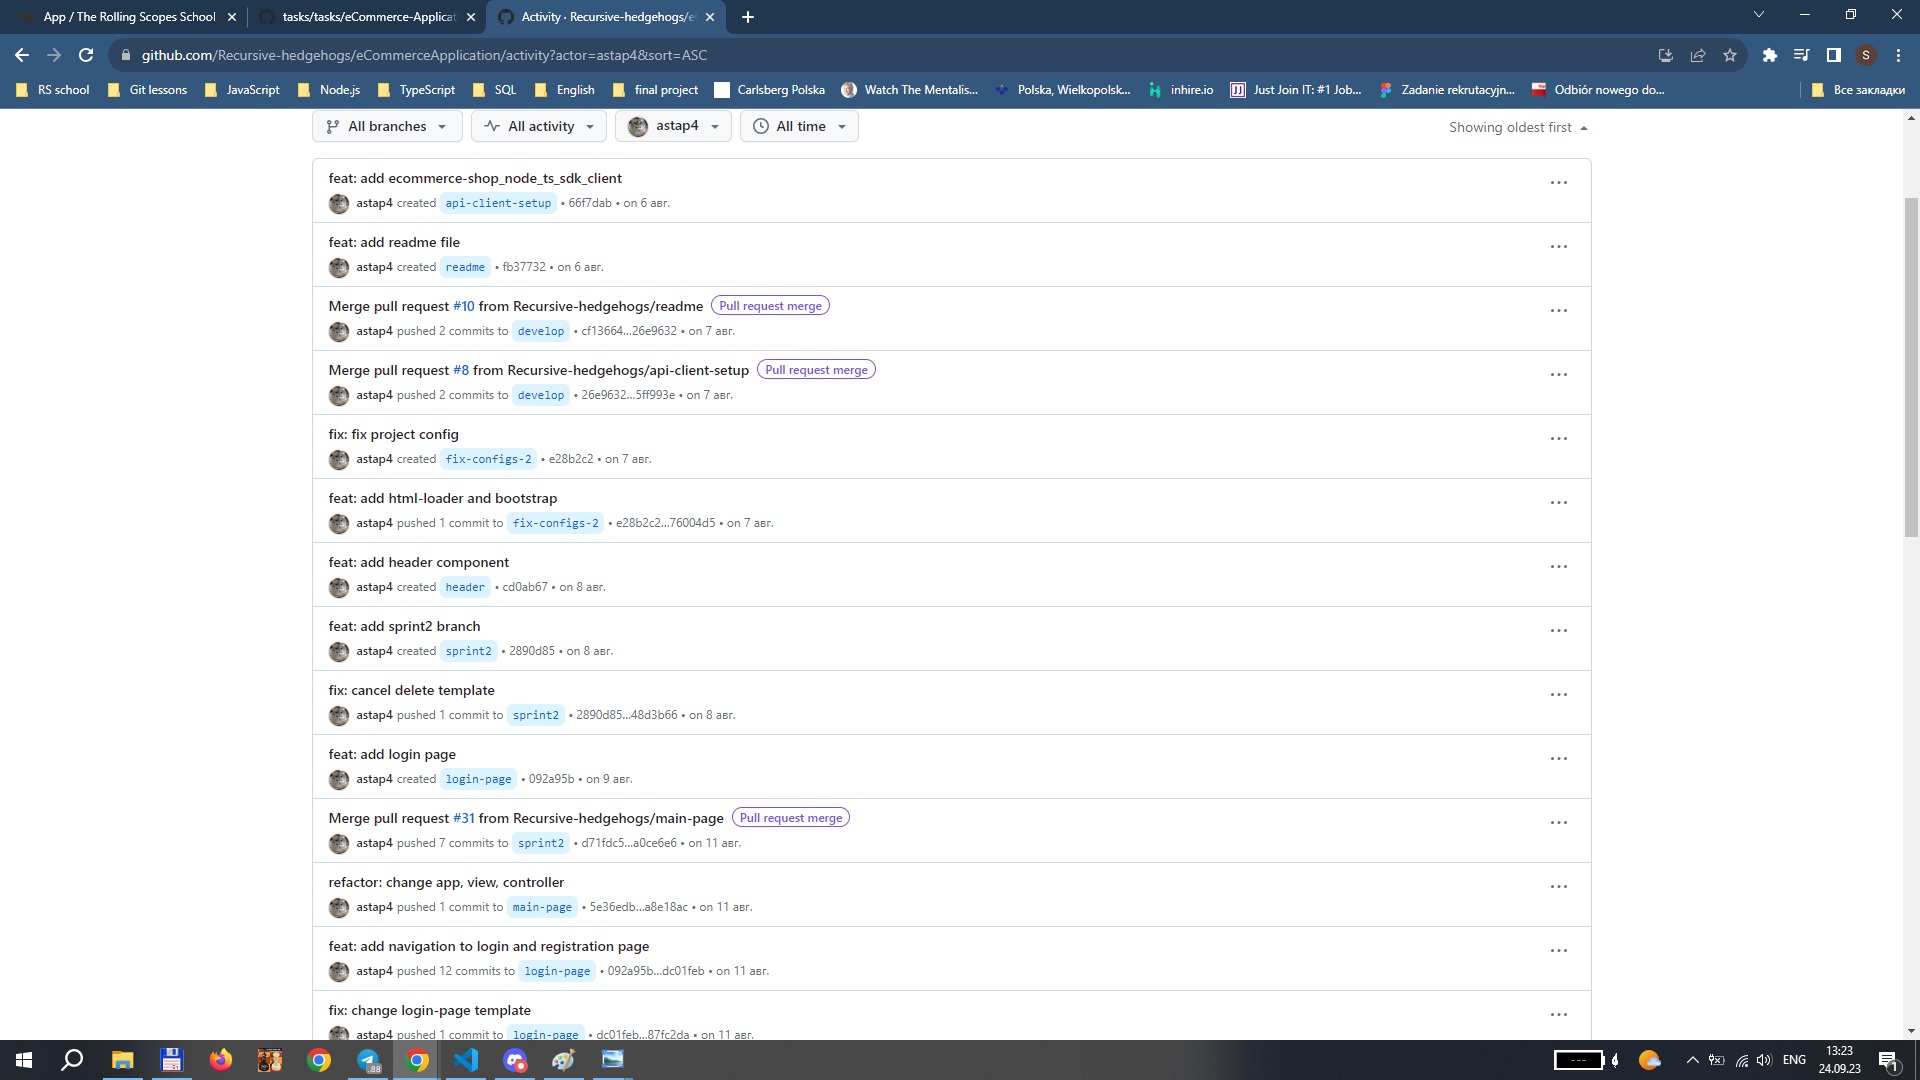 App / The Rolling Scopes School
tasks/tasks/eCommerce-Applicat
Activity · Recursive-hedgehogs/e
github.com/Recursive-hedgehogs/eCommerceApplication/activity?actor=astap4&sort=ASC
S
RS school
Git lessons
JavaScript
Node.js
TypeScript
SQL
English
final project
Carlsberg Polska
Watch The Mentalis...
Polska, Wielkopolsk...
inhire.io
Just Join IT: #1 Job...
Zadanie rekrutacyjn...
Odbiór nowego do...
Все закладки
All branches
All activity
astap4
All time
Showing oldest first
feat: add ecommerce-shop_node_ts_sdk_client
astap4 created api-client-setup • 66f7dab • on 6 авг.
feat: add readme file
astap4 created readme • fb37732 • on 6 авг.
Merge pull request #10 from Recursive-hedgehogs/readme Pull request merge
astap4 pushed 2 commits to develop • cf13664...26e9632 • on 7 авг.
Merge pull request #8 from Recursive-hedgehogs/api-client-setup Pull request merge
astap4 pushed 2 commits to develop • 26e9632...5ff993e • on 7 авг.
fix: fix project config
astap4 created fix-configs-2 • e28b2c2 • on 7 авг.
feat: add html-loader and bootstrap
astap4 pushed 1 commit to fix-configs-2 • e28b2c2...76004d5 • on 7 авг.
feat: add header component
astap4 created header • cd0ab67 • on 8 авг.
feat: add sprint2 branch
astap4 created sprint2 • 2890d85 • on 8 авг.
fix: cancel delete template
astap4 pushed 1 commit to sprint2 • 2890d85...48d3b66 • on 8 авг.
feat: add login page
astap4 created login-page • 092a95b • on 9 авг.
Merge pull request #31 from Recursive-hedgehogs/main-page Pull request merge
astap4 pushed 7 commits to sprint2 • d71fdc5...a0ce6e6 • on 11 авг.
refactor: change app, view, controller
astap4 pushed 1 commit to main-page • 5e36edb...a8e18ac • on 11 авг.
feat: add navigation to login and registration page
astap4 pushed 12 commits to login-page • 092a95b...dc01feb • on 11 авг.
fix: change login-page template
astap4 pushed 1 commit to login-page • dc01feb...87fc2da • on 11 авг.
88
ENG
13:23
24.09.23
1